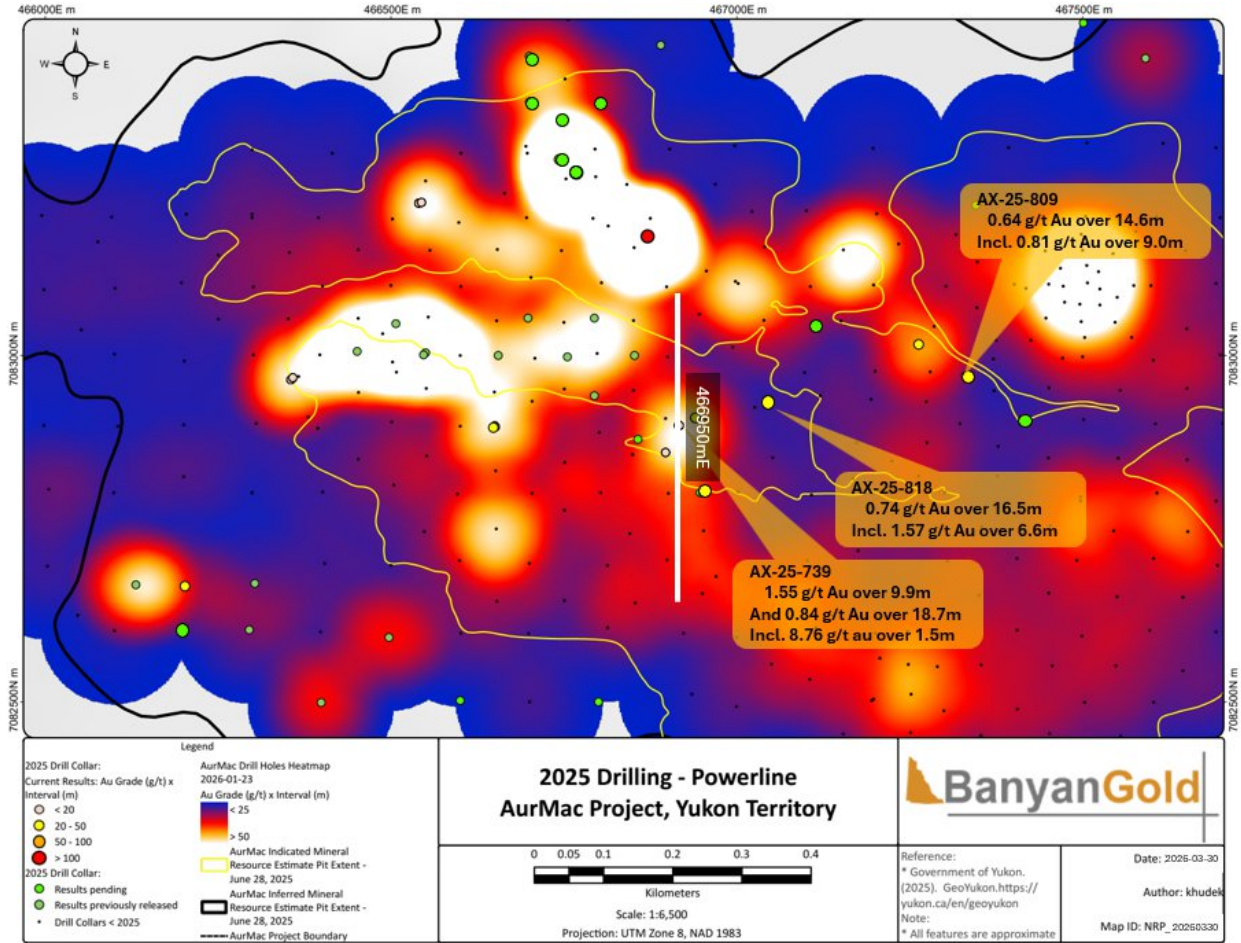 466000E m
466500E m
467000E m
467500E m
N
W
E
S
7083000N m
7082500N m
7083000N m
7082500N m
AX-25-809
0.64 g/t Au over 14.6m
Incl. 0.81 g/t Au over 9.0m
466950mE
AX-25-818
0.74 g/t Au over 16.5m
Incl. 1.57 g/t Au over 6.6m
AX-25-739
1.55 g/t Au over 9.9m
And 0.84 g/t Au over 18.7m
Incl. 8.76 g/t au over 1.5m
Legend
2025 Drill Collar:
Current Results: Au Grade (g/t) x
Interval (m)
< 20
20 - 50
50 - 100
> 100
2025 Drill Collar:
Results pending
Results previously released
Drill Collars < 2025
AurMac Drill Holes Heatmap
2026-01-23
Au Grade (g/t) x Interval (m)
< 25
> 50
AurMac Indicated Mineral
Resource Estimate Pit Extent -
June 28, 2025
AurMac Inferred Mineral
Resource Estimate Pit Extent -
June 28, 2025
AurMac Project Boundary
2025 Drilling - Powerline
AurMac Project, Yukon Territory
0 0.05 0.1 0.2 0.3 0.4
Kilometers
Scale: 1:6,500
Projection: UTM Zone 8, NAD 1983
BanyanGold
Reference:
* Government of Yukon.
(2025). GeoYukon.https://
yukon.ca/en/geoyukon
Note:
* All features are approximate
Date: 2026-03-30
Author: khudek
Map ID: NRP_20260330